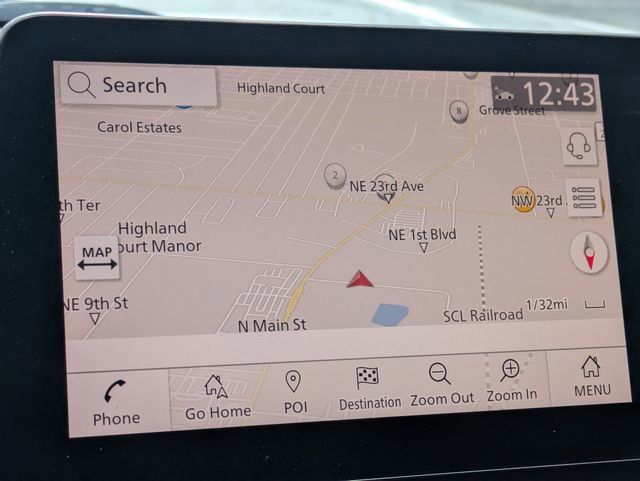 Search
Highland Court
12:43
8
Grove Street
Carol Estates
2
NE 23rd Ave
NW 23rd
th Ter
Highland
ourt Manor
NE 1st Blvd
MAP
NE 9th St
N Main St
SCL Railroad
1/32mi
Phone
Go Home
POI
Destination
Zoom Out
Zoom In
MENU